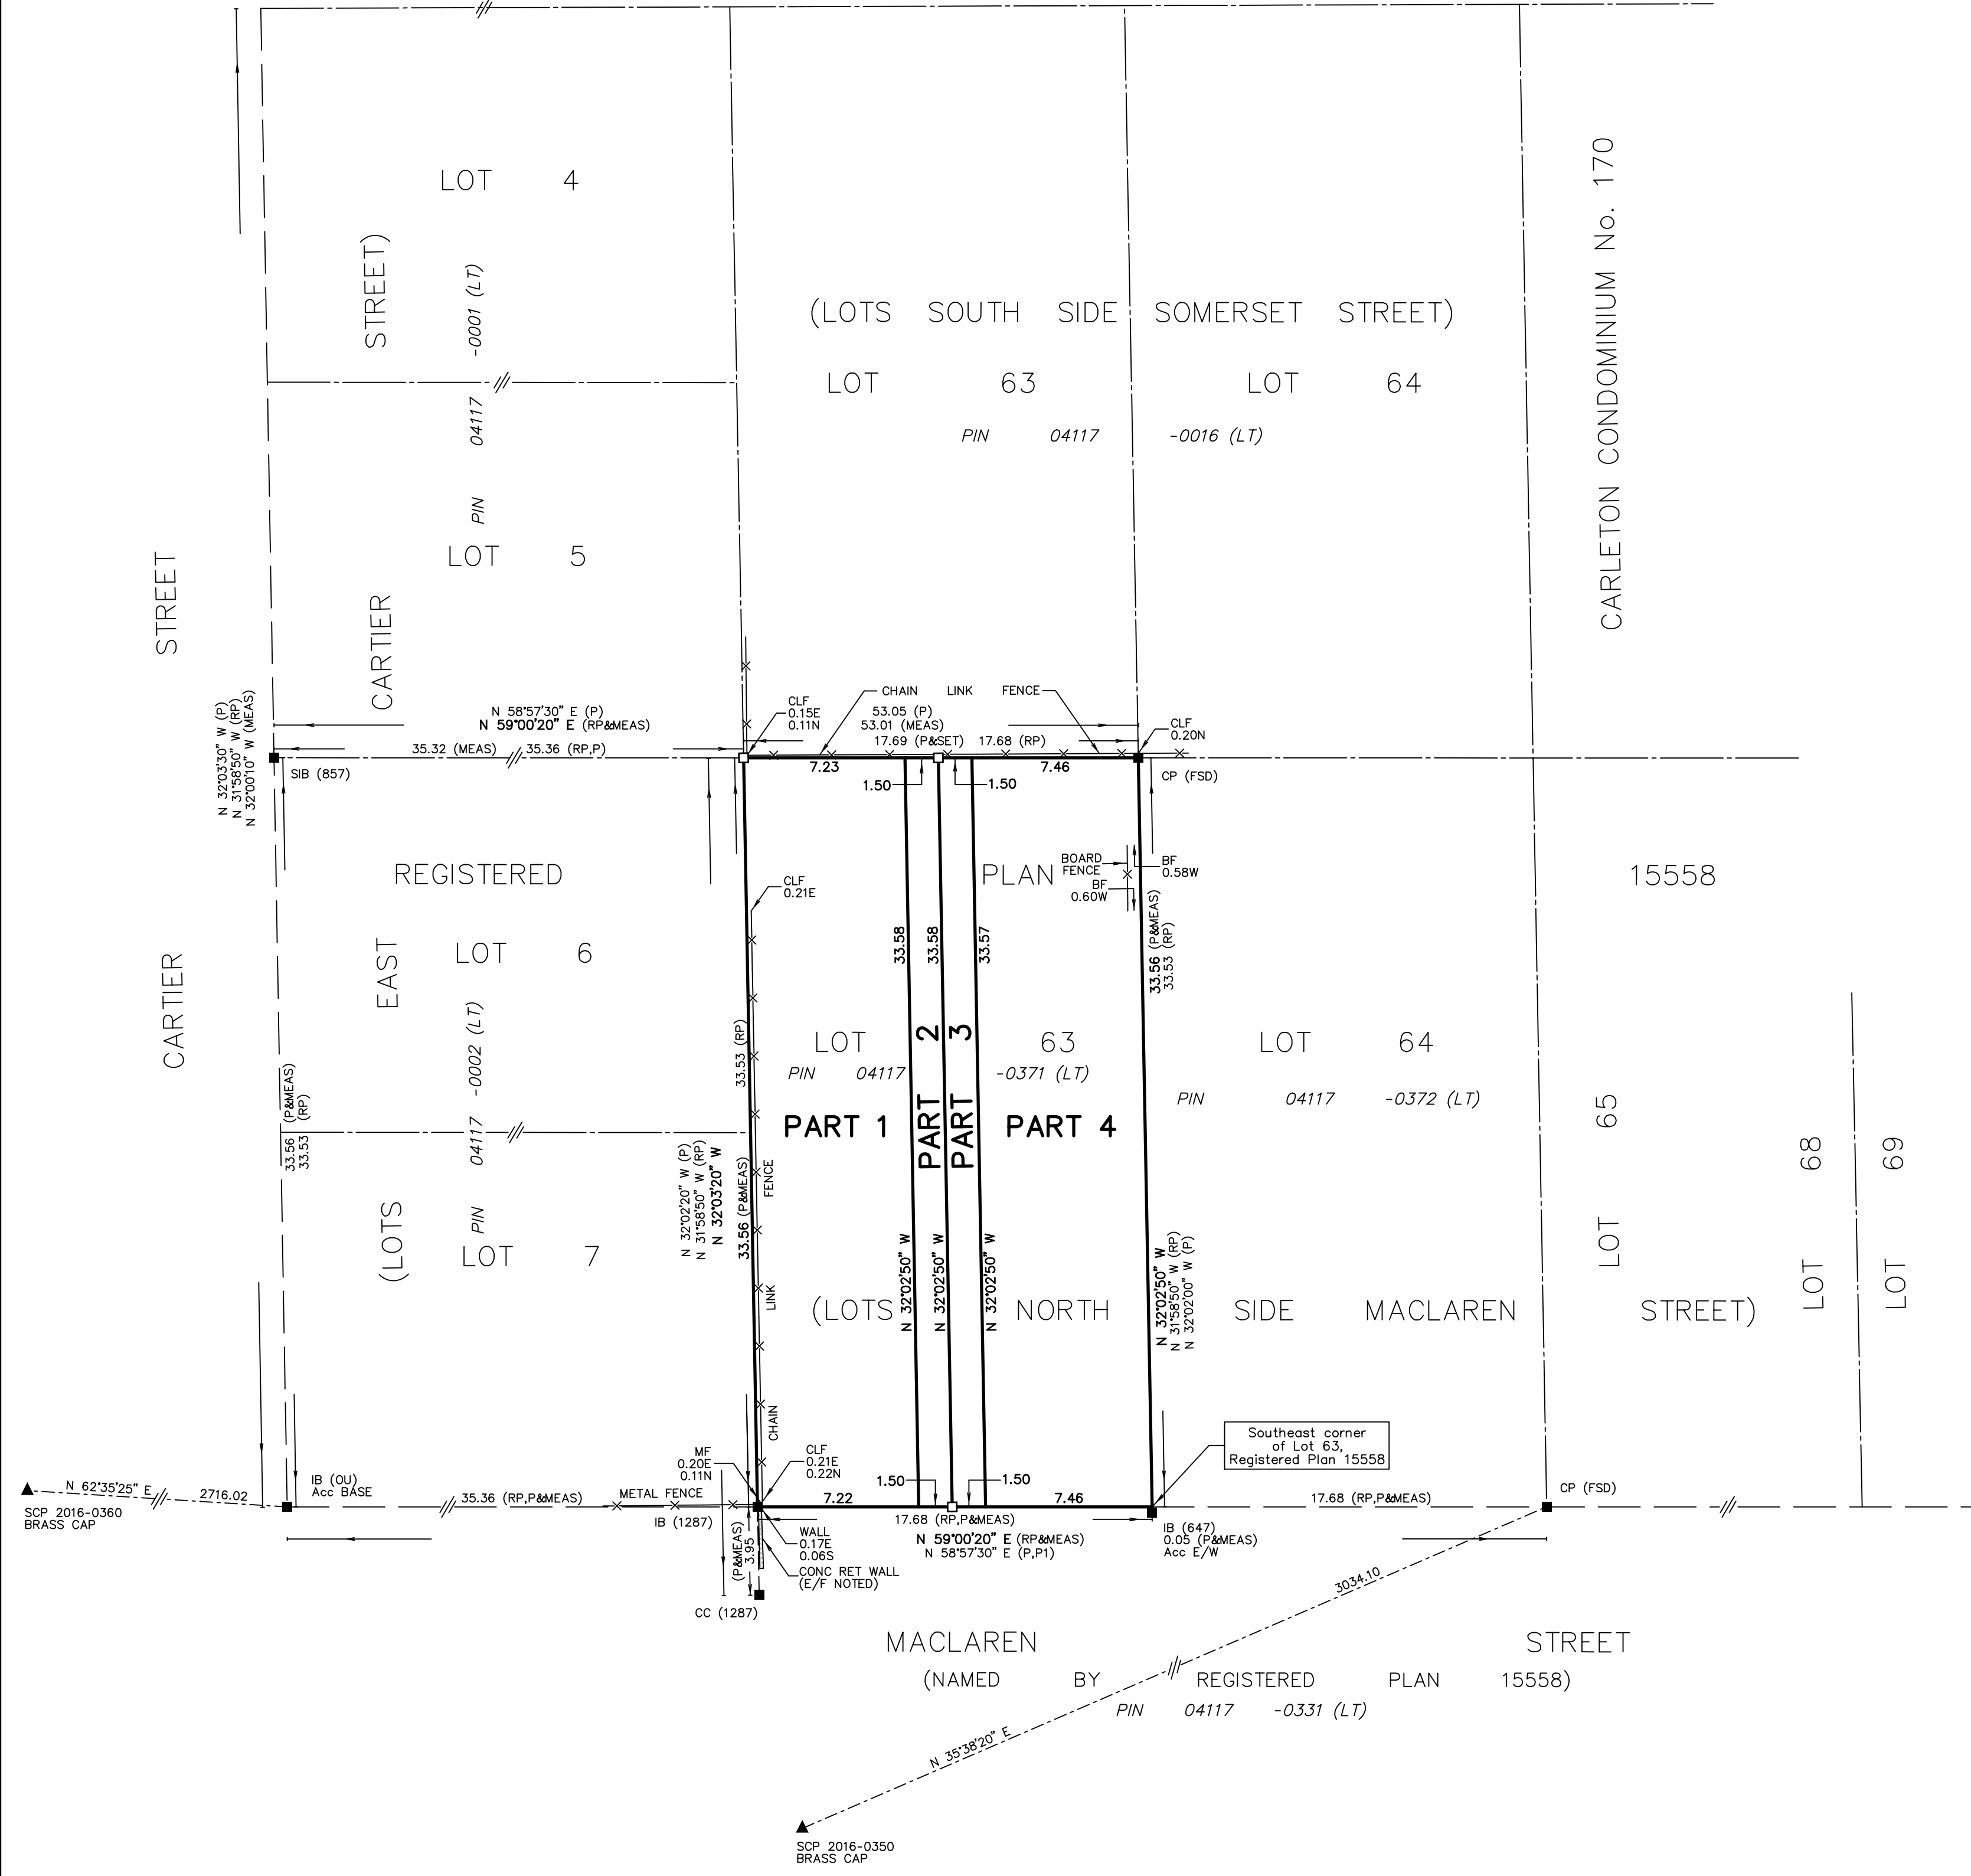 LOT 4
STREET)
PIN 04117 -0001 (LT)
CARLETON CONDOMINIUM No. 170
(LOTS SOUTH SIDE SOMERSET STREET)
LOT 63
LOT 64
PIN 04117 -0016 (LT)
LOT 5
STREET
CARTIER
N 32°03'30" W (P)
N 31°58'50" W (RP)
N 32°00'10" W (MEAS)
N 58°57'30" E (P)
N 59°00'20" E (RP&MEAS)
35.32 (MEAS)
35.36 (RP,P)
SIB (857)
CLF
0.15E
0.11N
CHAIN LINK FENCE
53.05 (P)
53.01 (MEAS)
17.69 (P&SET)
17.68 (RP)
CLF
0.20N
7.23
1.50
1.50
7.46
CP (FSD)
REGISTERED
PLAN
15558
CLF
0.21E
BOARD
FENCE
BF
0.58W
BF
0.60W
33.56 (P&MEAS)
33.53 (RP)
33.58
33.58
33.57
EAST
LOT 6
CARTIER
PIN 04117 -0002 (LT)
33.56 (P&MEAS)
33.53 (RP)
33.53 (RP)
LOT 63
PIN 04117 -0371 (LT)
LOT 64
PIN 04117 -0372 (LT)
PART 1
PART 2
PART 3
PART 4
LOT 65
LOT 68
LOT 69
N 32°02'20" W (P)
N 31°58'50" W (RP)
N 32°03'20" W
33.56 (P&MEAS)
CHAIN LINK FENCE
(LOTS
LOT 7
N 32°02'50" W
N 32°02'50" W
N 32°02'50" W
N 32°02'50" W
N 31°58'50" W (RP)
N 32°02'00" W (P)
(LOTS NORTH SIDE MACLAREN STREET)
Southeast corner
of Lot 63,
Registered Plan 15558
MF
0.20E
0.11N
CLF
0.21E
0.22N
1.50
1.50
N 62°35'25" E
2716.02
SCP 2016-0360
BRASS CAP
IB (OU)
Acc BASE
35.36 (RP,P&MEAS)
METAL FENCE
IB (1287)
7.22
7.46
17.68 (RP,P&MEAS)
N 59°00'20" E (RP&MEAS)
N 58°57'30" E (P,P1)
17.68 (RP,P&MEAS)
CP (FSD)
IB (647)
0.05 (P&MEAS)
Acc E/W
WALL
0.17E
0.06S
CONC RET WALL
(E/F NOTED)
(P&MEAS)
3.95
CC (1287)
3034.10
MACLAREN STREET
(NAMED BY REGISTERED PLAN 15558)
PIN 04117 -0331 (LT)
N 35°38'20" E
SCP 2016-0350
BRASS CAP